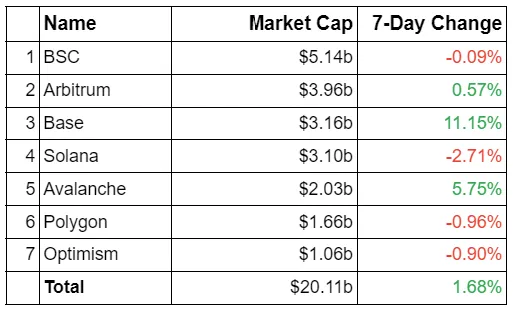 Name Market Cap 7-Day Change
1 BSC $5.14b -0.09%
2 Arbitrum $3.96b 0.57%
3 Base $3.16b 11.15%
4 Solana $3.10b -2.71%
5 Avalanche $2.03b 5.75%
6 Polygon $1.66b -0.96%
7 Optimism $1.06b -0.90%
Total $20.11b 1.68%